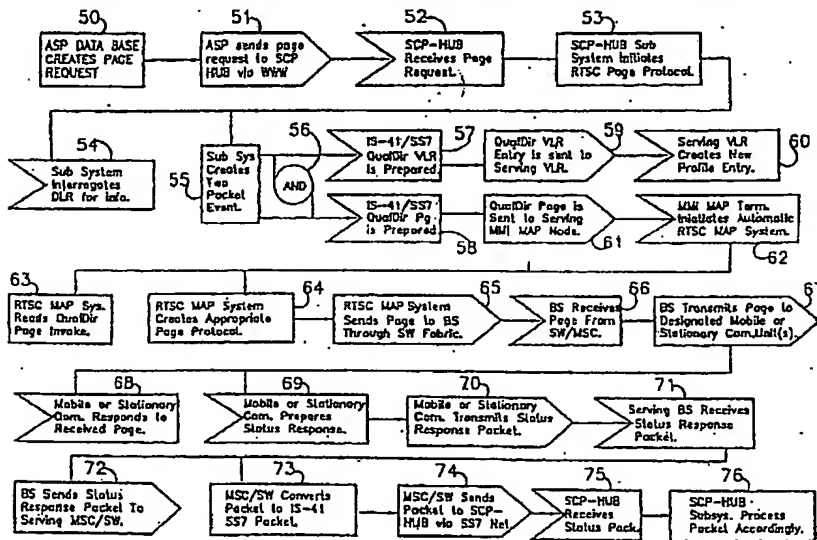 50
ASP DATA BASE
CREATES PAGE
REQUEST
51
ASP sends page
request to SCP
HUB via WWW
52
SCP-HUB
Receives Page
Request.
53
SCP-HUB Sub
System Initiates
RTSC Page Protocol.
54
Sub System
Interrogates
DLR for Info.
55
Sub Sys
Creates
Two
Packet
Event.
56
AND
57
IS-41/SS7
QualDir VLR
is Prepared.
58
IS-41/SS7
QualDir Pg
is Prepared
59
QualDir VLR
Entry is sent to
Serving VLR.
60
Serving VLR
Creates New
Profile Entry.
61
QualDir Page is
Sent to Serving
MMI MAP Node.
62
MMI MAP Term.
Initiates Automatic
RTSC MAP System.
63
RTSC MAP Sys.
Reads QualDir
Page Invoke.
64
RTSC MAP System
Creates Appropriate
Page Protocol.
65
RTSC MAP System
Sends Page to BS
Through SW Fabric.
66
BS Receives
Page From
SW/MSC.
67
BS Transmits Page to
Designated Mobile or
Stationary Com.Unit(s).
68
Mobile or Stationary
Com. Responds to
Received Page.
69
Mobile or Stationary
Com. Prepares
Status Response.
70
Mobile or Stationary
Com. Transmits Status
Response Packet.
71
Serving BS Receives
Status Response
Packet.
72
BS Sends Status
Response Packet To
Serving MSC/SW.
73
MSC/SW Converts
Packet to IS-41
SS7 Packet.
74
MSC/SW Sends
Packet to SCP-
HUB via SS7 Net
75
SCP-HUB
Receives
Status Pack.
76
SCP-HUB
Subsys. Process
Packet Accordingly.